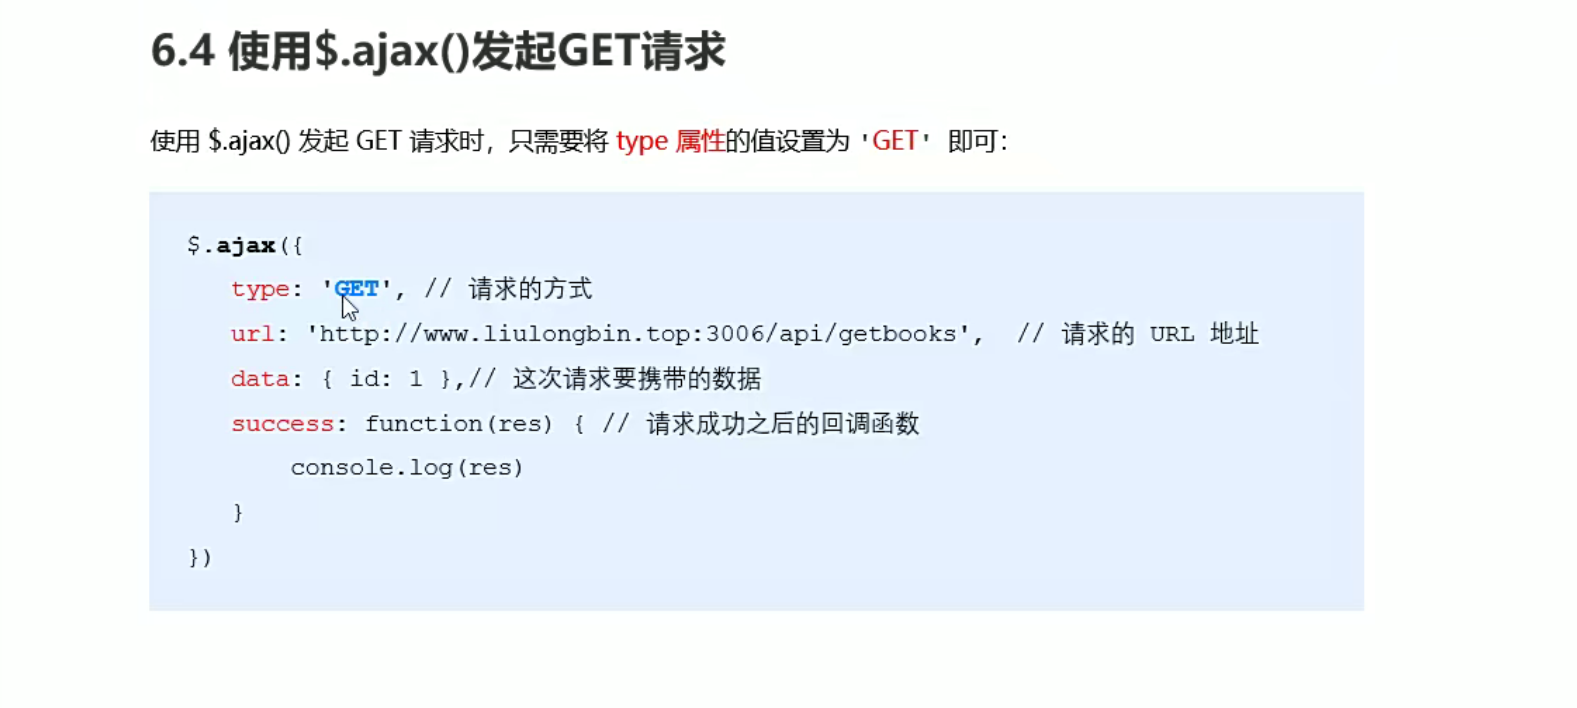 6.4 使用$.ajax()发起GET请求
使用 $.ajax() 发起 GET 请求时，只需要将 type 属性的值设置为 'GET' 即可：
$.ajax({
type: 'GET', // 请求的方式
url: 'http://www.liulongbin.top:3006/api/getbooks', // 请求的 URL 地址
data: { id: 1 },// 这次请求要携带的数据
success: function(res) { // 请求成功之后的回调函数
console.log(res)
}
})